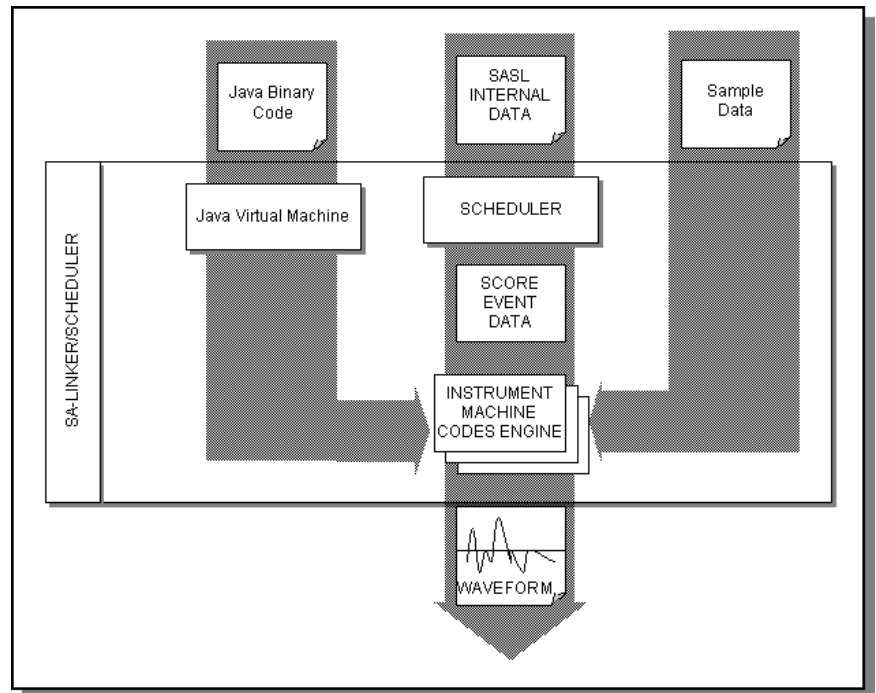 Java Binary
Code
SASL
INTERNAL
DATA
Sample
Data
SA-LINKER/SCHEDULER
Java Virtual Machine
SCHEDULER
SCORE
EVENT
DATA
INSTRUMENT
MACHINE
CODES ENGINE
WAVEFORM